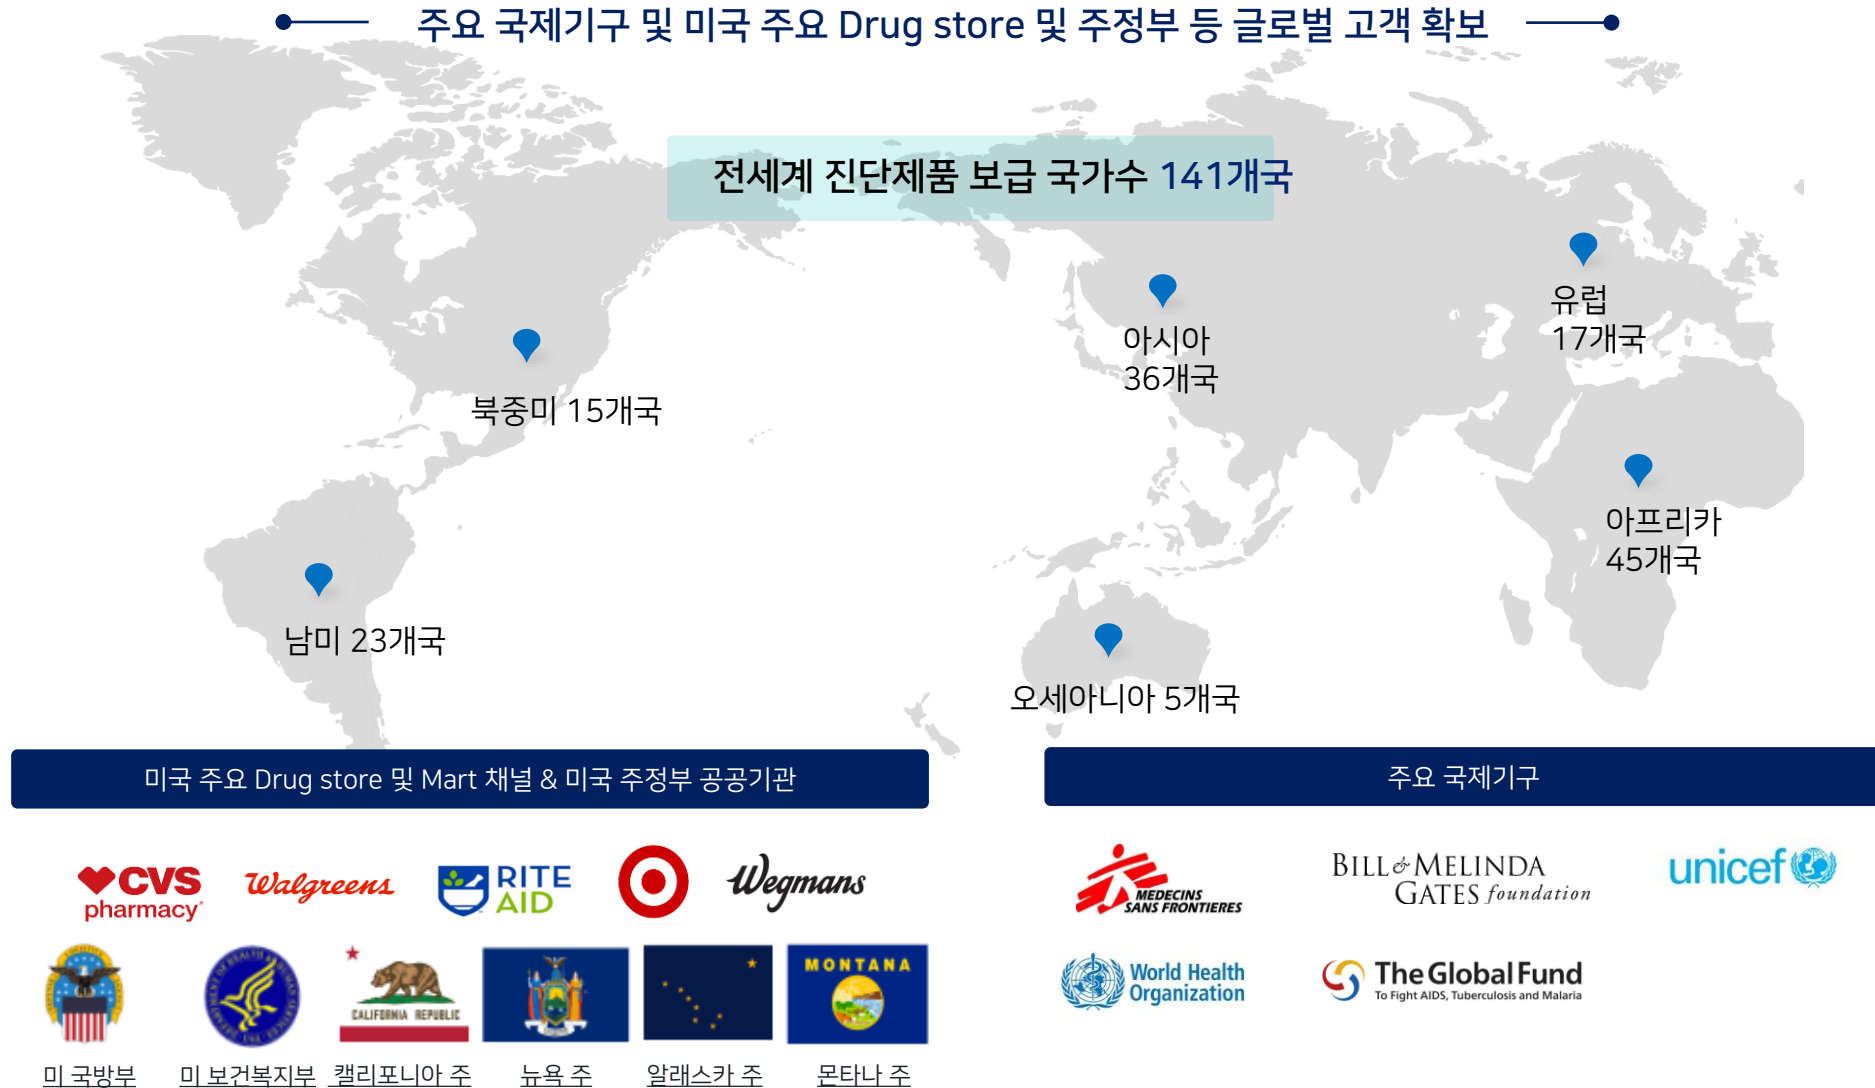 주요 국제기구 및 미국 주요 Drug store 및 주정부 등 글로벌 고객 확보
전세계 진단제품 보급 국가수 141개국
유럽
17개국
아시아
36개국
북중미 15개국
아프리카
45개국
남미 23개국
오세아니아 5개국
미국 주요 Drug store 및 Mart 채널 & 미국 주정부 공공기관
주요 국제기구
CVS
pharmacy
Walgreens
RITE
AID
Wegmans
MEDECINS
SANS FRONTIERES
BILL & MELINDA
GATES foundation
unicef
CALIFORNIA REPUBLIC
MONTANA
World Health
Organization
The Global Fund
To Fight AIDS, Tuberculosis and Malaria
미 국방부
미 보건복지부
캘리포니아 주
뉴욕 주
알래스카 주
몬타나 주